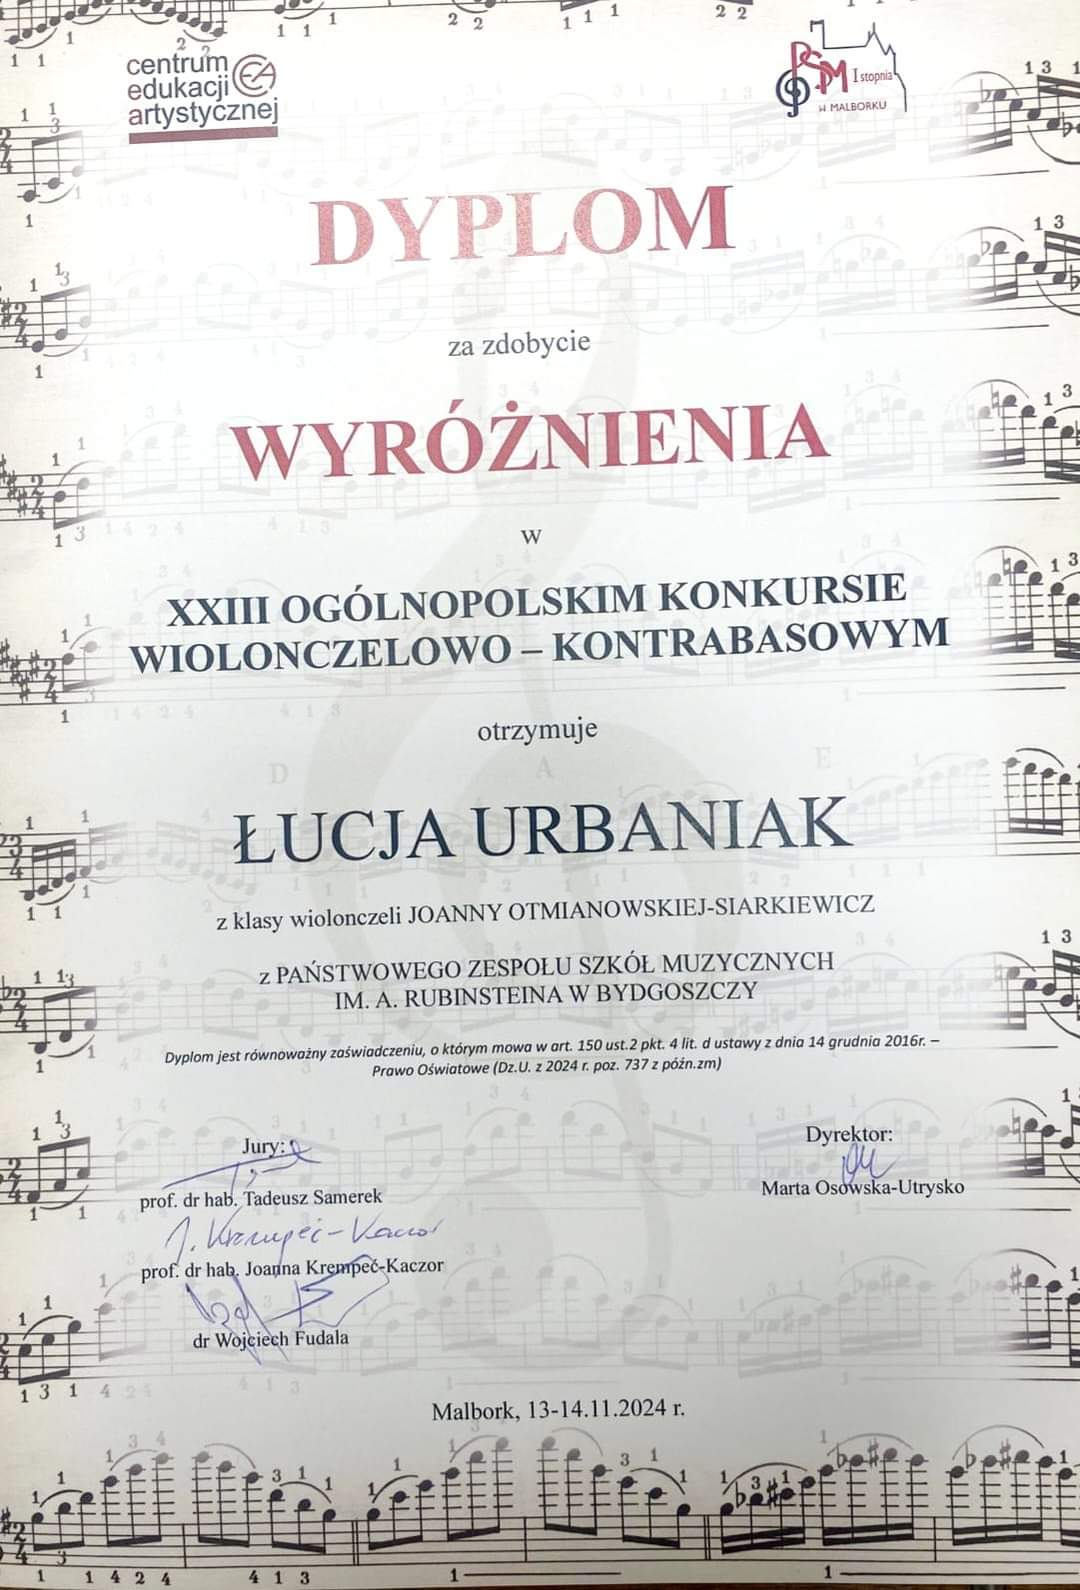 centrum
edukacji
artystycznej
CEA
PSM I stopnia
W MALBORKU
DYPLOM
za zdobycie
WYRÓŻNIENIA
w
XXIII OGÓLNOPOLSKIM KONKURSIE
WIOLONCZELOWO – KONTRABASOWYM
otrzymuje
D A E
ŁUCJA URBANIAK
z klasy wiolonczeli JOANNY OTMIANOWSKIEJ-SIARKIEWICZ
z PAŃSTWOWEGO ZESPOŁU SZKÓŁ MUZYCZNYCH
IM. A. RUBINSTEINA W BYDGOSZCZY
Dyplom jest równoważny zaświadczeniu, o którym mowa w art. 150 ust.2 pkt. 4 lit. d ustawy z dnia 14 grudnia 2016r. –
Prawo Oświatowe (Dz.U. z 2024 r. poz. 737 z późn.zm)
Jury:
prof. dr hab. Tadeusz Samerek
J. Krempeć-Kaczor
prof. dr hab. Joanna Krempeć-Kaczor
dr Wojciech Fudala
Dyrektor:
Marta Osowska-Utrysko
Malbork, 13-14.11.2024 r.